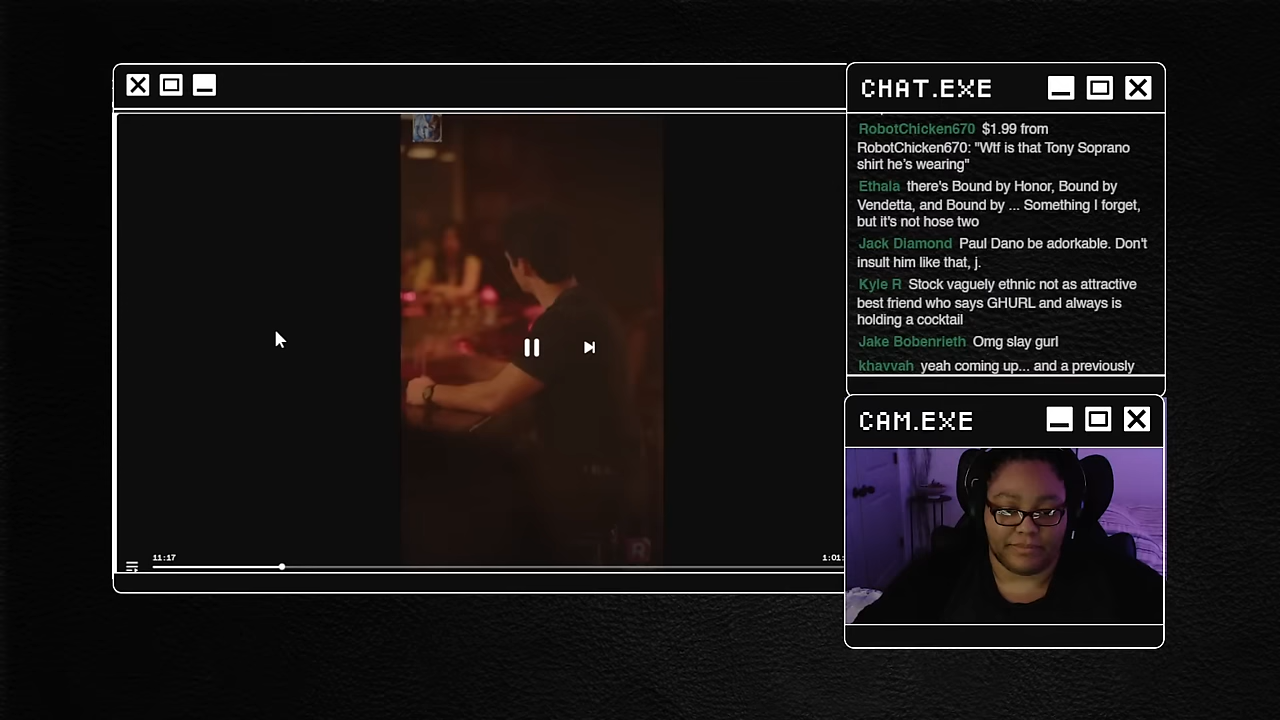 CHAT.EXE
RobotChicken670 $1.99 from
RobotChicken670: "Wtf is that Tony Soprano
shirt he's wearing"
Ethala there's Bound by Honor, Bound by
Vendetta, and Bound by ... Something I forget,
but it's not hose two
Jack Diamond Paul Dano be adorkable. Don't
insult him like that, j.
Kyle R Stock vaguely ethnic not as attractive
best friend who says GHURL and always is
holding a cocktail
Jake Bobenrieth Omg slay gurl
khavvah yeah coming up... and a previously
CAM.EXE
R
11:17
1:01: